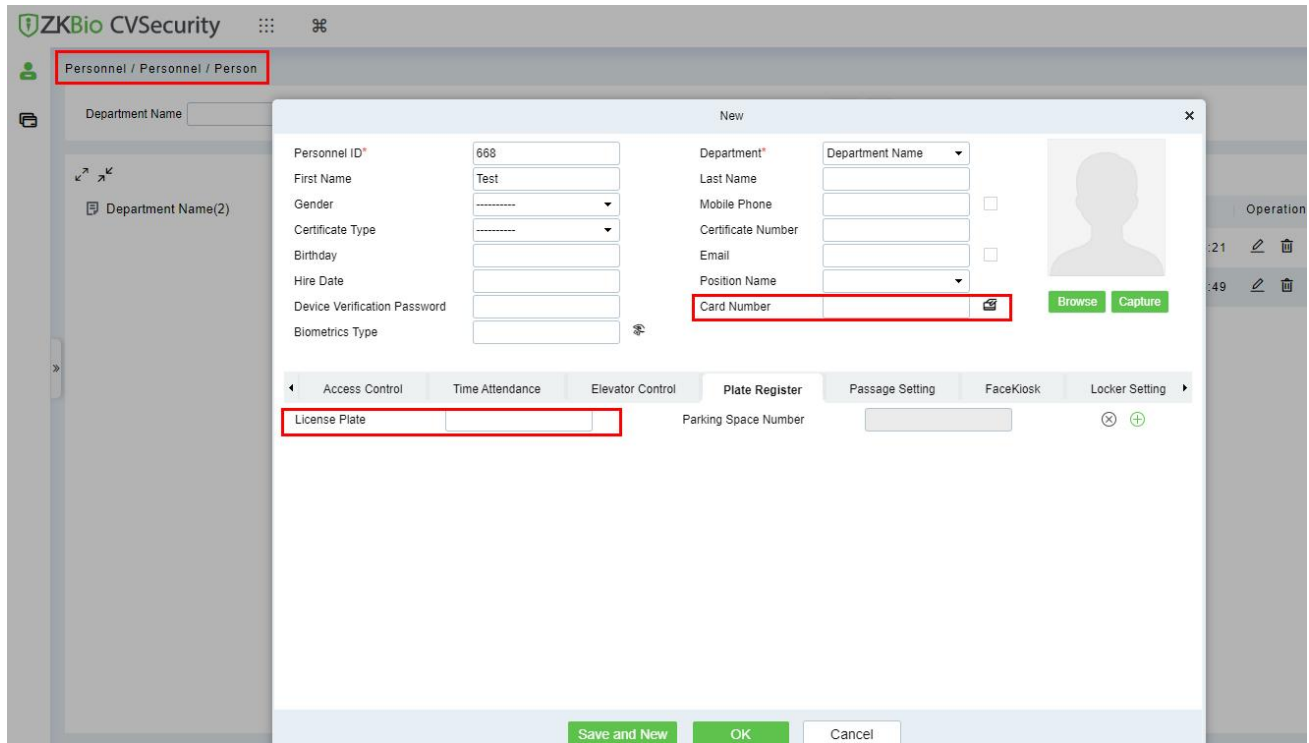 ZKBio CVSecurity
Personnel / Personnel / Person
Department Name
New
Personnel ID* 668 Department* Department Name
First Name Test Last Name
Gender ---------- Mobile Phone
Certificate Type ---------- Certificate Number
Birthday Email
Hire Date Position Name
Device Verification Password Card Number
Biometrics Type
Browse Capture
Department Name(2)
Operation
:21
:49
Access Control Time Attendance Elevator Control Plate Register Passage Setting FaceKiosk Locker Setting
License Plate Parking Space Number
Save and New OK Cancel